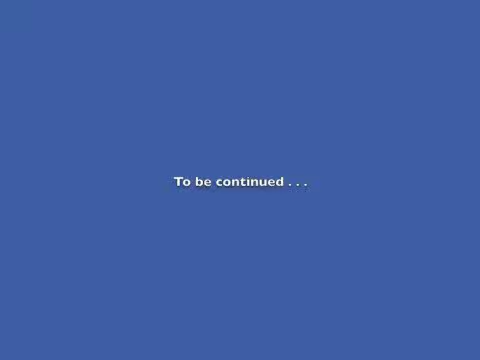 To be continued . . .